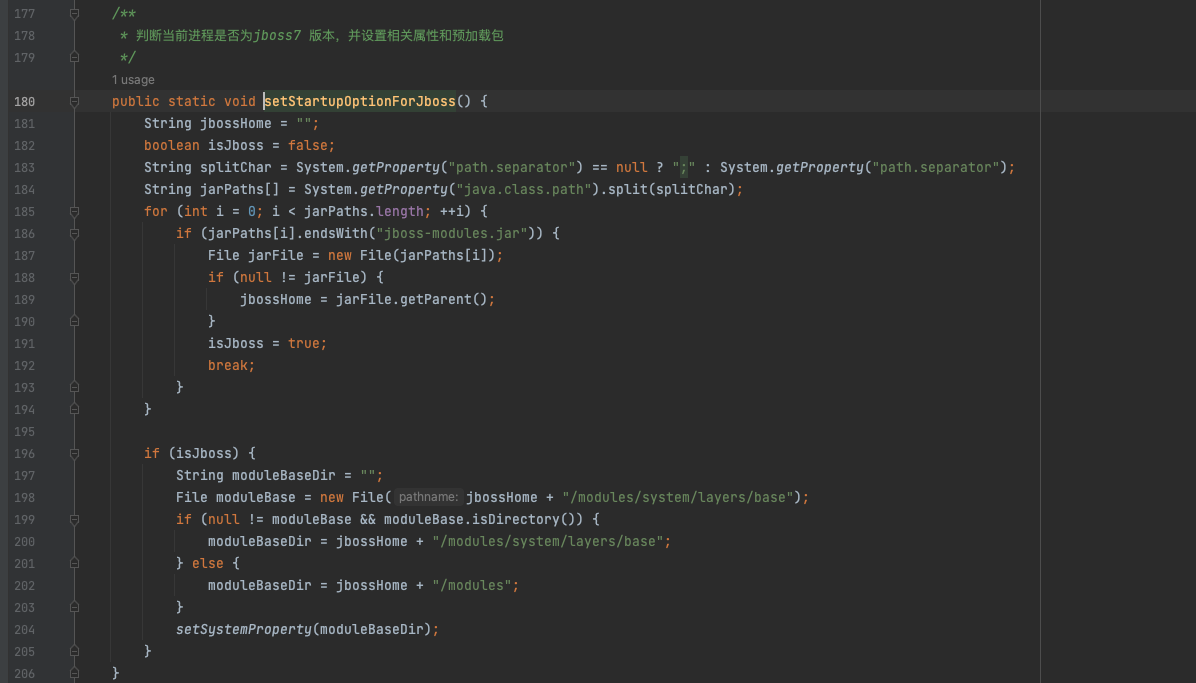 177 /**
178 * 判断当前进程是否为jboss7 版本，并设置相关属性和预加载包
179 */
1 usage
180 public static void setStartupOptionForJboss() {
181 String jbossHome = "";
182 boolean isJboss = false;
183 String splitChar = System.getProperty("path.separator") == null ? ";" : System.getProperty("path.separator");
184 String jarPaths[] = System.getProperty("java.class.path").split(splitChar);
185 for (int i = 0; i < jarPaths.length; ++i) {
186 if (jarPaths[i].endsWith("jboss-modules.jar")) {
187 File jarFile = new File(jarPaths[i]);
188 if (null != jarFile) {
189 jbossHome = jarFile.getParent();
190 }
191 isJboss = true;
192 break;
193 }
194 }
195
196 if (isJboss) {
197 String moduleBaseDir = "";
198 File moduleBase = new File( pathname: jbossHome + "/modules/system/layers/base");
199 if (null != moduleBase && moduleBase.isDirectory()) {
200 moduleBaseDir = jbossHome + "/modules/system/layers/base";
201 } else {
202 moduleBaseDir = jbossHome + "/modules";
203 }
204 setSystemProperty(moduleBaseDir);
205 }
206 }